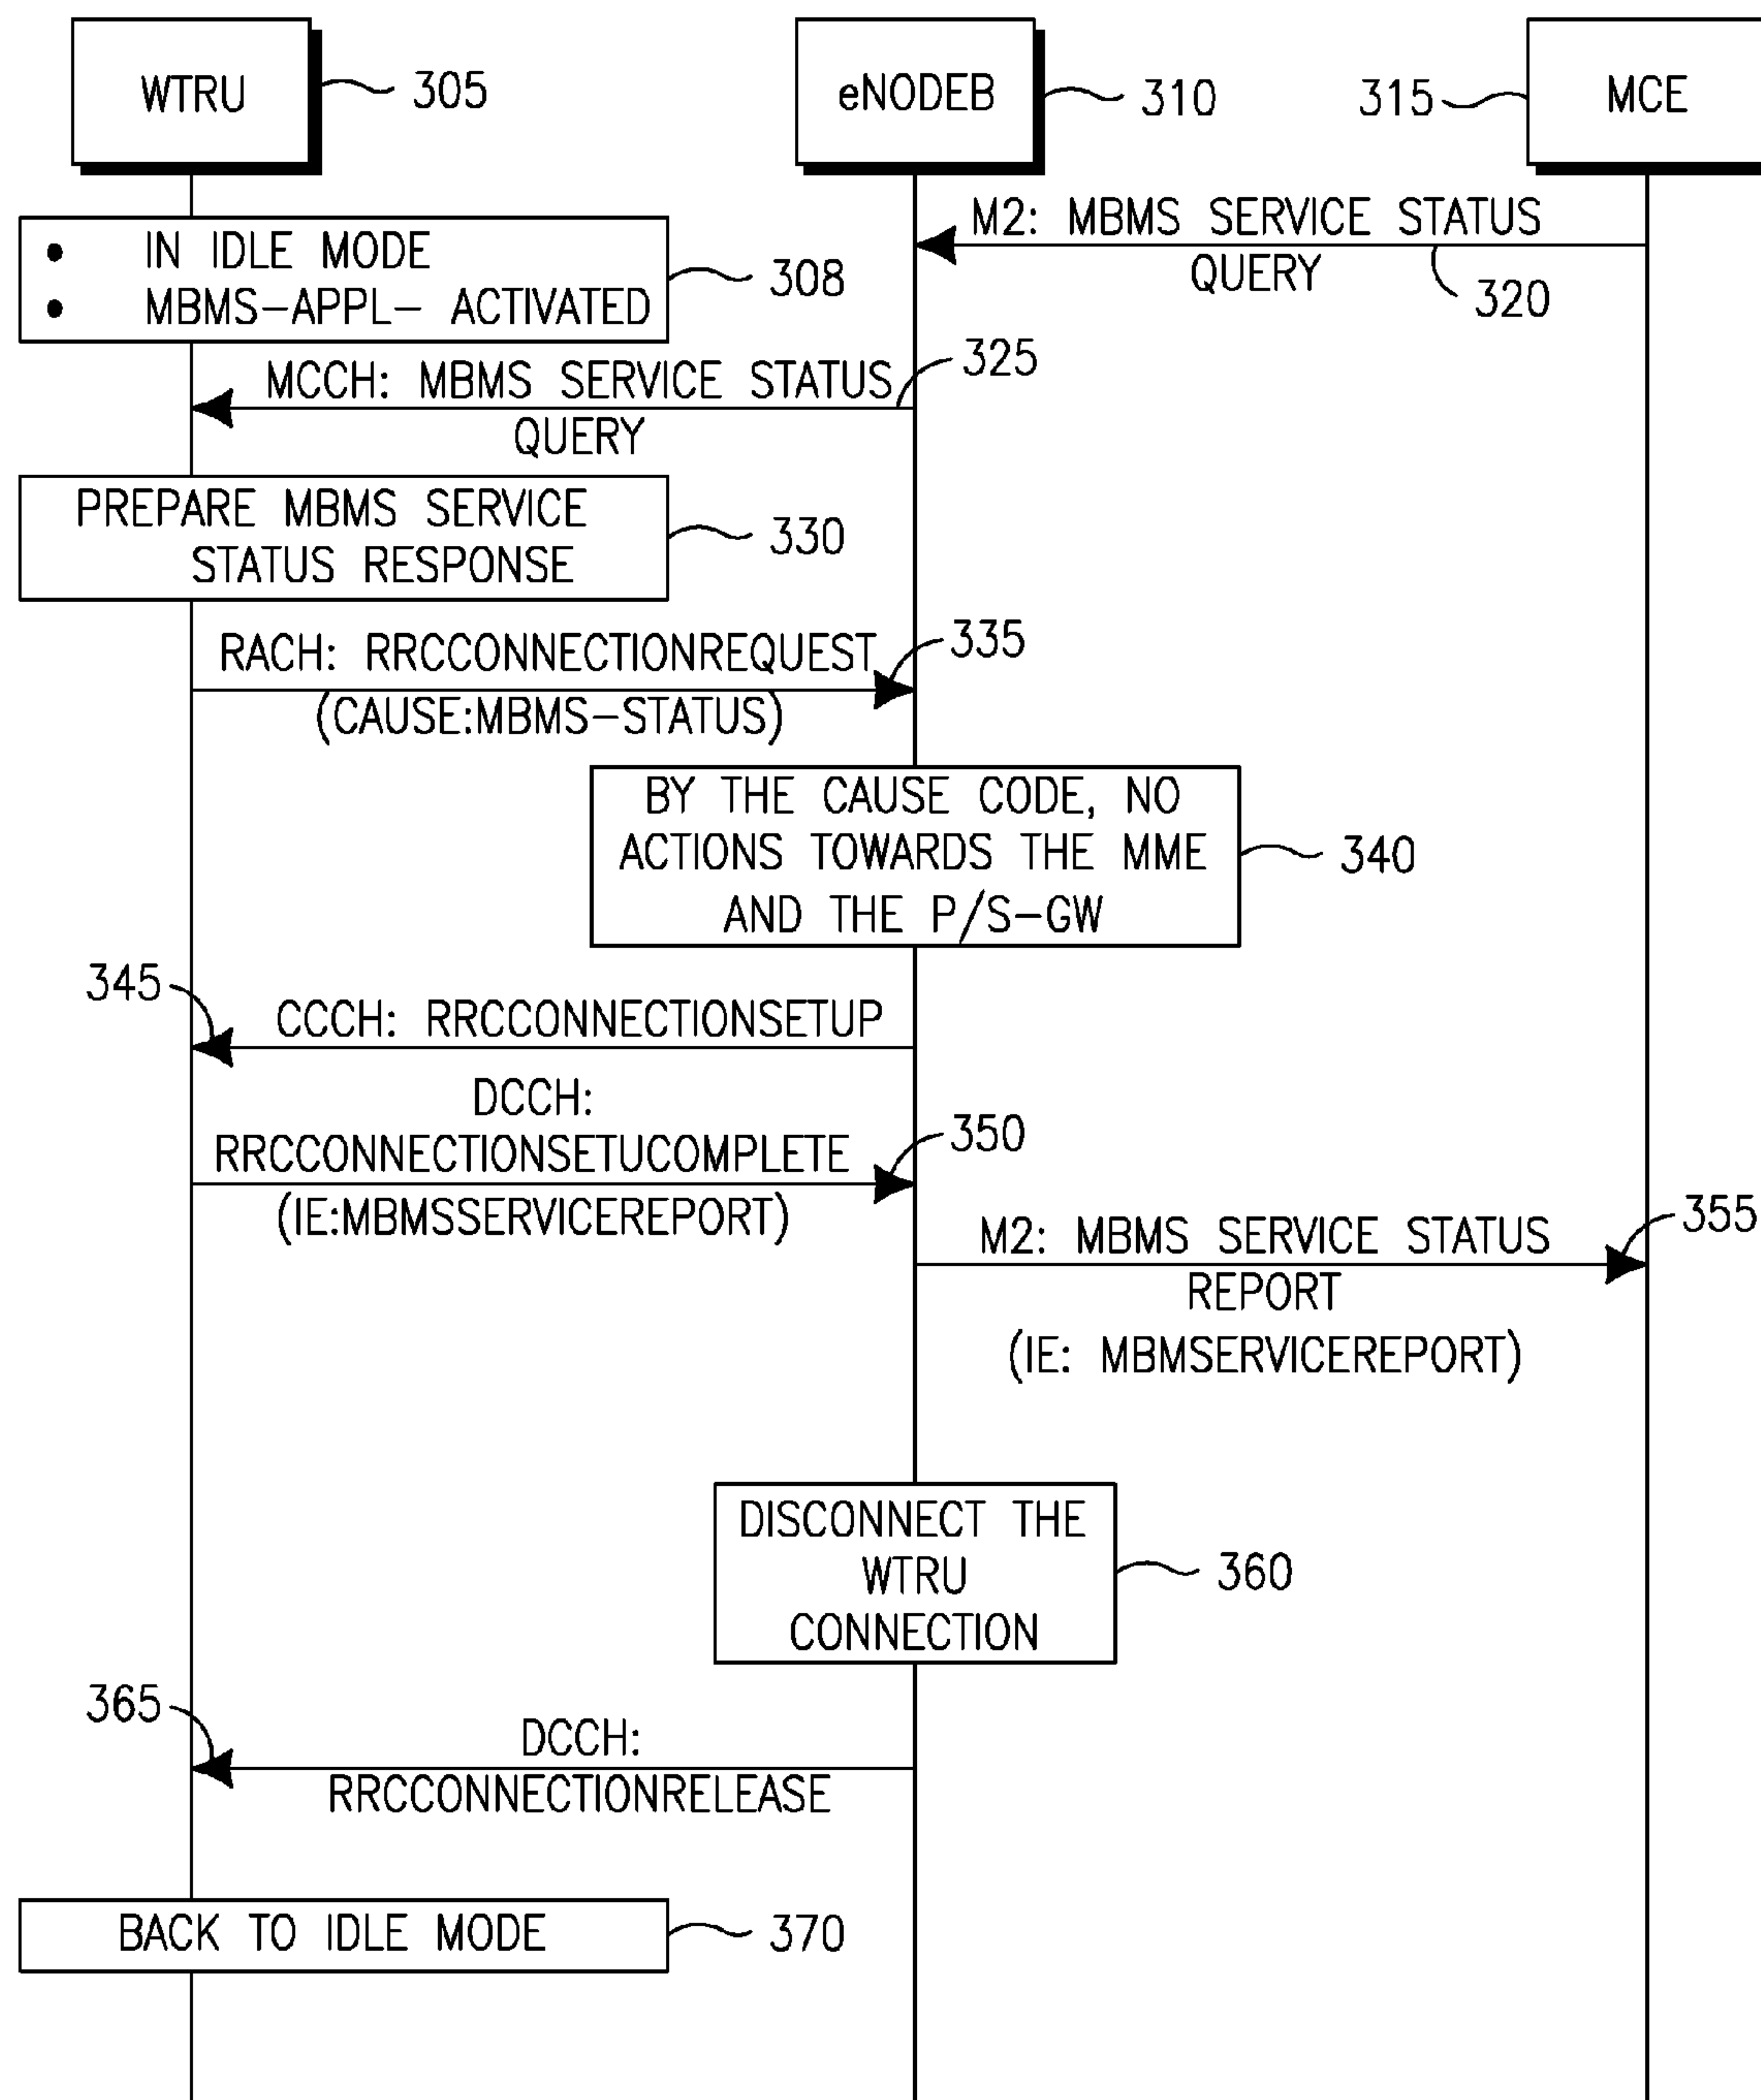 WTRU
305
eNODEB
310
315
MCE
M2: MBMS SERVICE STATUS
QUERY
320
• IN IDLE MODE
• MBMS-APPL- ACTIVATED
308
MCCH: MBMS SERVICE STATUS
QUERY
325
PREPARE MBMS SERVICE
STATUS RESPONSE
330
RACH: RRCCONNECTIONREQUEST
(CAUSE:MBMS-STATUS)
335
BY THE CAUSE CODE, NO
ACTIONS TOWARDS THE MME
AND THE P/S-GW
340
345
CCCH: RRCCONNECTIONSETUP
DCCH:
RRCCONNECTIONSETUCOMPLETE
(IE:MBMSSERVICEREPORT)
350
M2: MBMS SERVICE STATUS
REPORT
(IE: MBMSERVICEREPORT)
355
DISCONNECT THE
WTRU
CONNECTION
360
365
DCCH:
RRCCONNECTIONRELEASE
BACK TO IDLE MODE
370